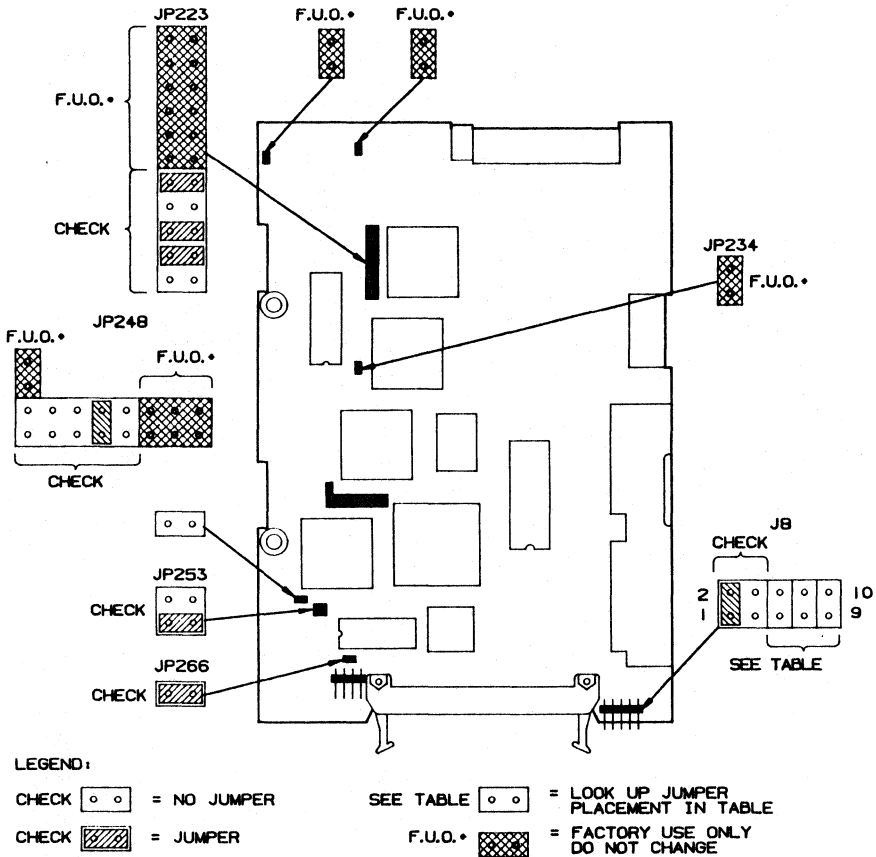 JP223
F.U.O.*
F.U.O.*
F.U.O.*
CHECK
JP234
F.U.O.*
JP248
F.U.O.*
F.U.O.*
CHECK
J8
CHECK
JP253
CHECK
2
10
1
9
SEE TABLE
JP266
CHECK
LEGEND:
CHECK = NO JUMPER
SEE TABLE = LOOK UP JUMPER
PLACEMENT IN TABLE
CHECK = JUMPER
F.U.O.* = FACTORY USE ONLY
DO NOT CHANGE